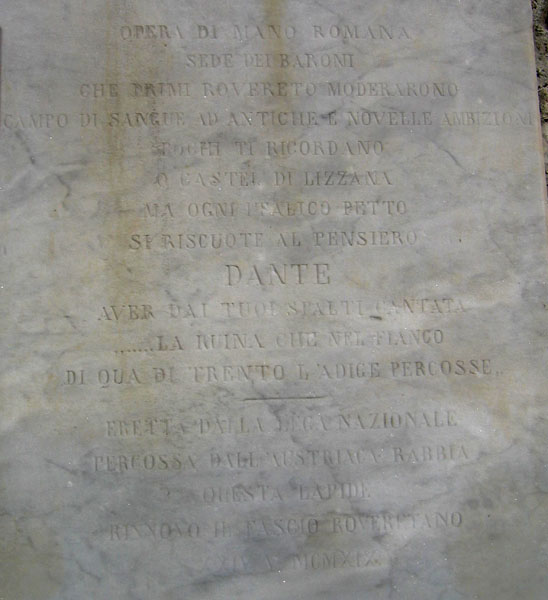 OPERA DI MANO ROMANA
SEDE DEI BARONI
CHE PRIMI ROVERETO MODERARONO
CAMPO DI SANGUE AD ANTICHE E NOVELLE AMBIZIONI
POCHI TI RICORDANO
O CASTEL DI LIZZANA
MA OGNI ITALICO PETTO
SI RISCUOTE AL PENSIERO
DANTE
AVER DAI TUOI SPALTI CANTATA
.......LA RUINA CHE NEL FIANCO
DI QUA DI TRENTO L'ADIGE PERCOSSE,
ERETTA DALLA LEGA NAZIONALE
PERCOSSA DALL'AUSTRIACA RABBIA
QUESTA LAPIDE
RINNOVÒ IL FASCIO ROVERETANO
MCMXIX